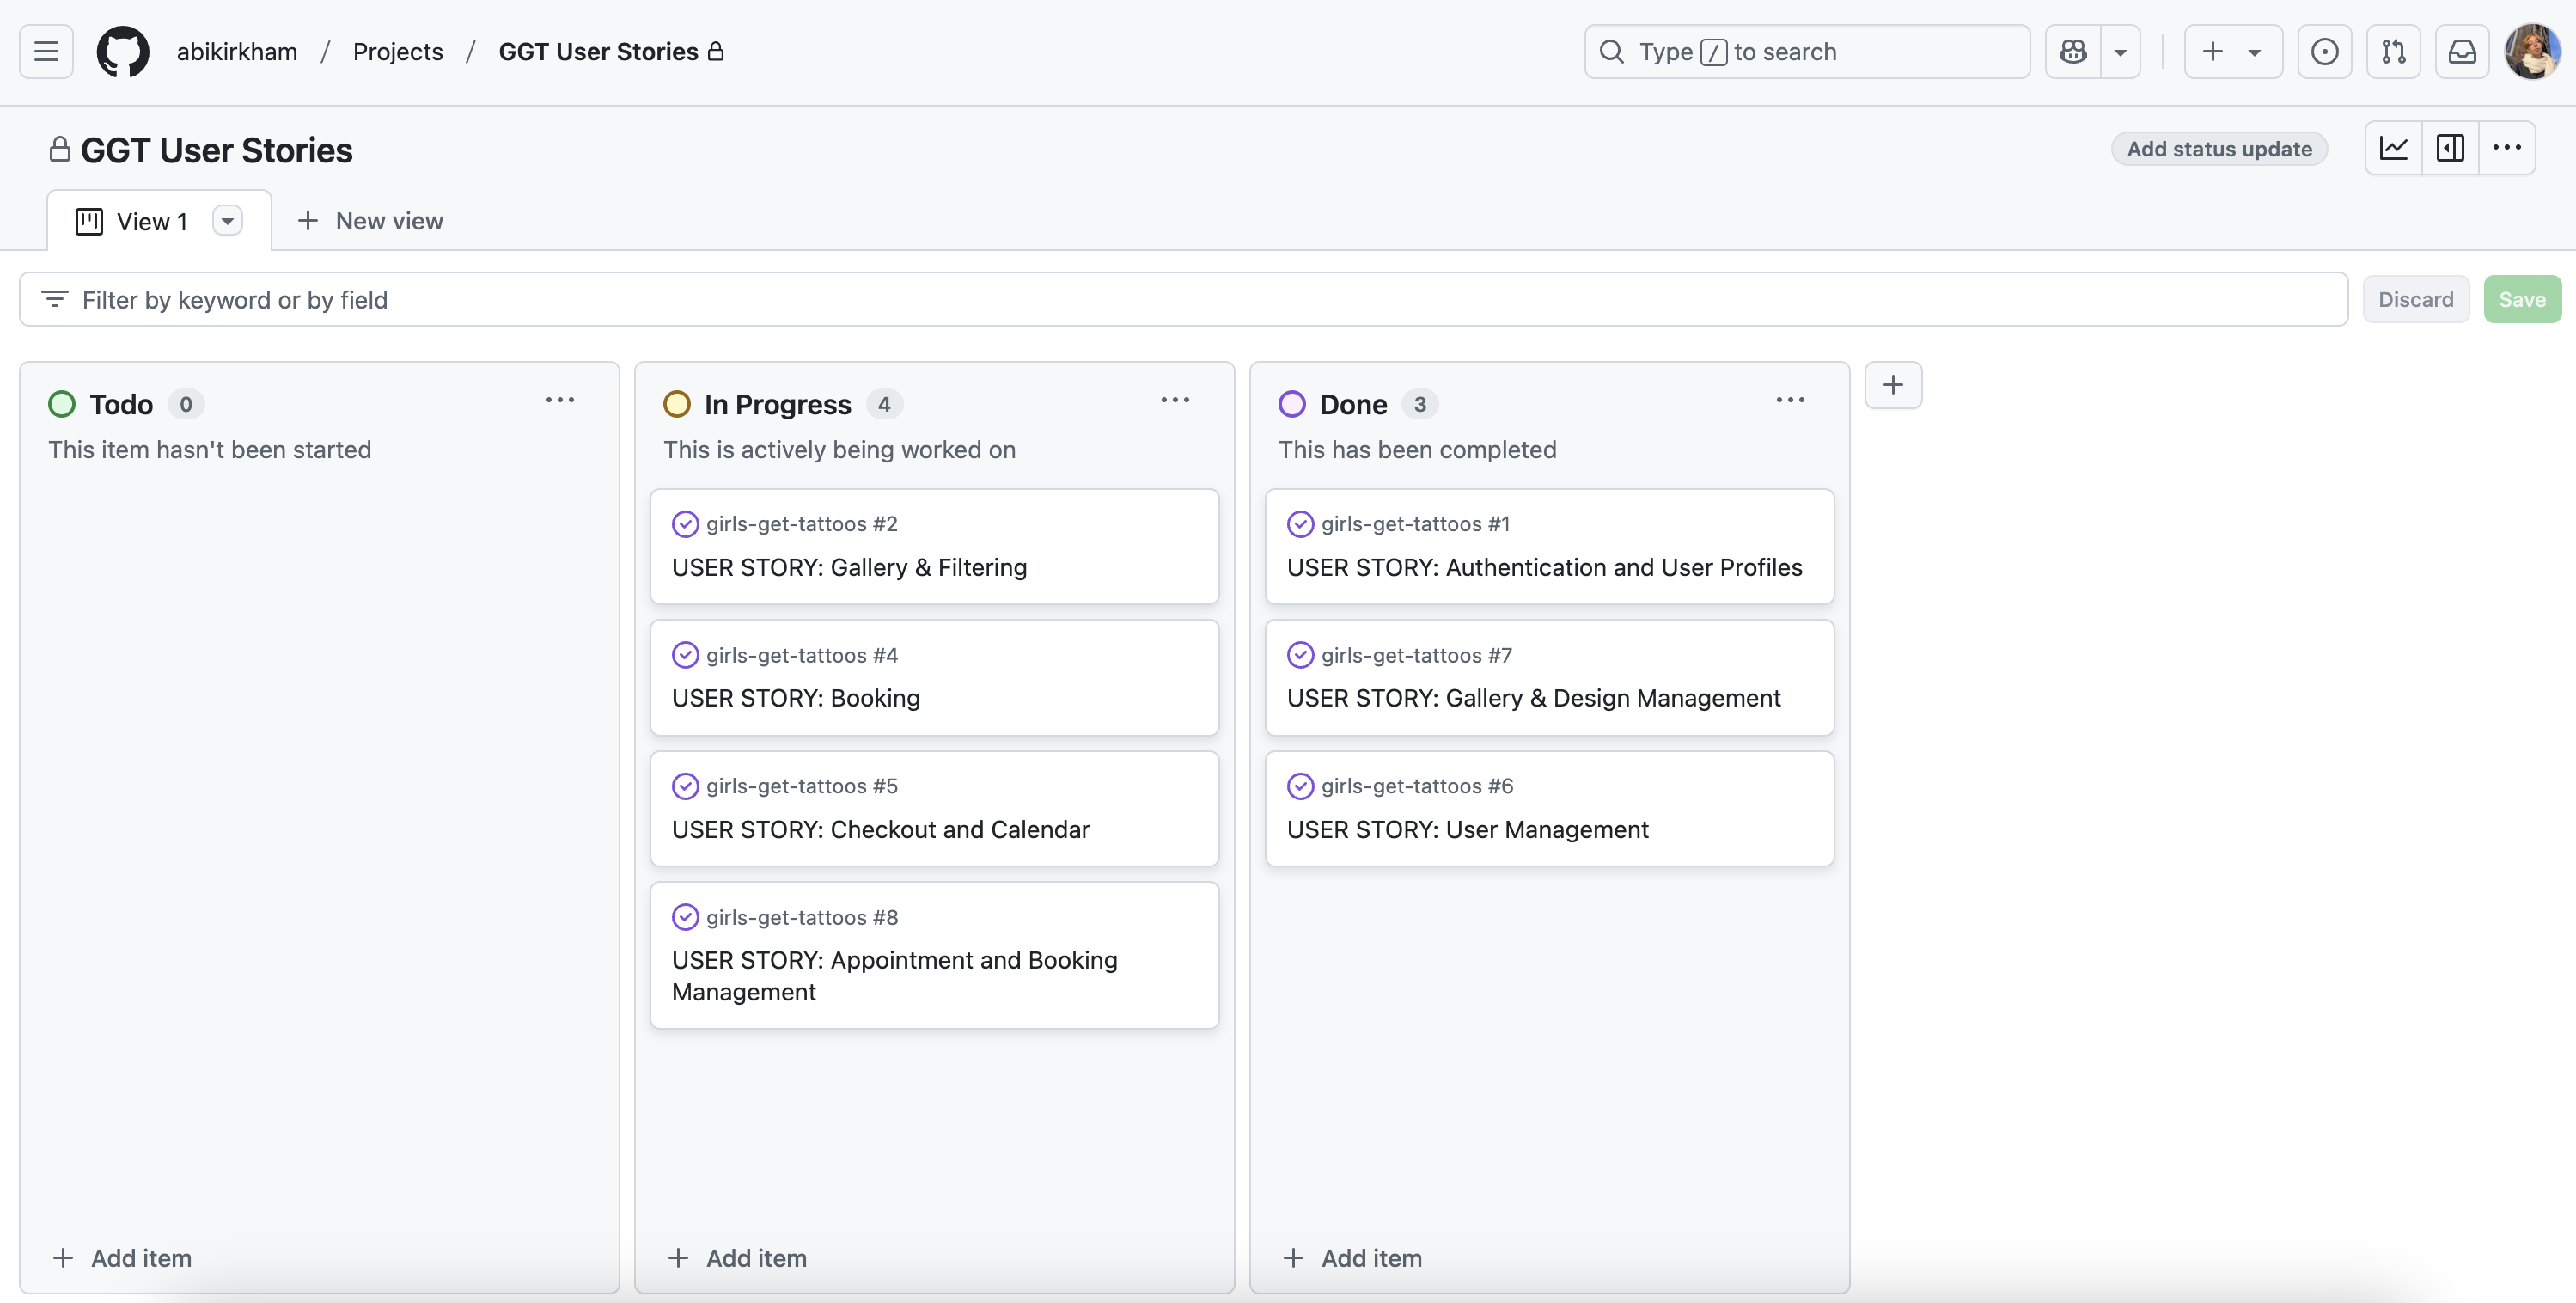 abikirkham / Projects / GGT User Stories
Type / to search
GGT User Stories
Add status update
View 1
New view
Filter by keyword or by field
Discard
Save
Todo 0
This item hasn't been started
Add item
In Progress 4
This is actively being worked on
girls-get-tattoos #2
USER STORY: Gallery & Filtering
girls-get-tattoos #4
USER STORY: Booking
girls-get-tattoos #5
USER STORY: Checkout and Calendar
girls-get-tattoos #8
USER STORY: Appointment and Booking
Management
Add item
Done 3
This has been completed
girls-get-tattoos #1
USER STORY: Authentication and User Profiles
girls-get-tattoos #7
USER STORY: Gallery & Design Management
girls-get-tattoos #6
USER STORY: User Management
Add item